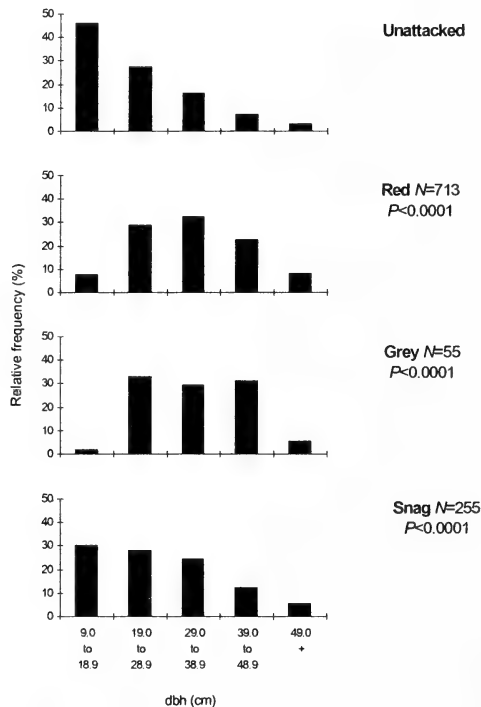 Unattacked
50
40
30
20
10
0
Red N=713
P<0.0001
50
40
30
20
10
0
Grey N=55
P<0.0001
50
40
30
20
10
0
Snag N=255
P<0.0001
50
40
30
20
10
0
Relative frequency (%)
9.0 19.0 29.0 39.0 49.0
to to to to +
18.9 28.9 38.9 48.9
dbh (cm)